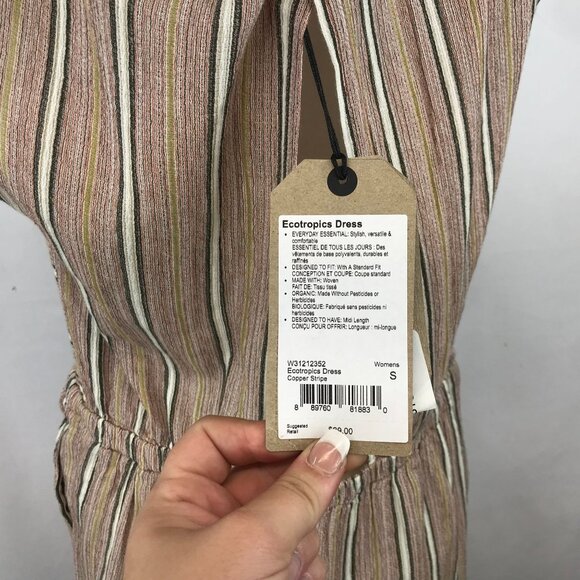 Ecotropics Dress
• EVERYDAY ESSENTIAL: Stylish, versatile &
comfortable
ESSENTIEL DE TOUS LES JOURS : Des
vêtements de base polyvalents, durables et
raffinés
• DESIGNED TO FIT: With A Standard Fit
CONCEPTION ET COUPE: Coupe standard
• MADE WITH: Woven
FAIT DE: Tissu tissé
• ORGANIC: Made Without Pesticides or
Herbicides
BIOLOGIQUE: Fabriqué sans pesticides ni
herbicides
• DESIGNED TO HAVE: Midi Length
CONÇU POUR OFFRIR: Longueur : mi-longue
W31212352 Womens
Ecotropics Dress
Copper Stripe S
8 89760 81883 0
Suggested
Retail 9.00